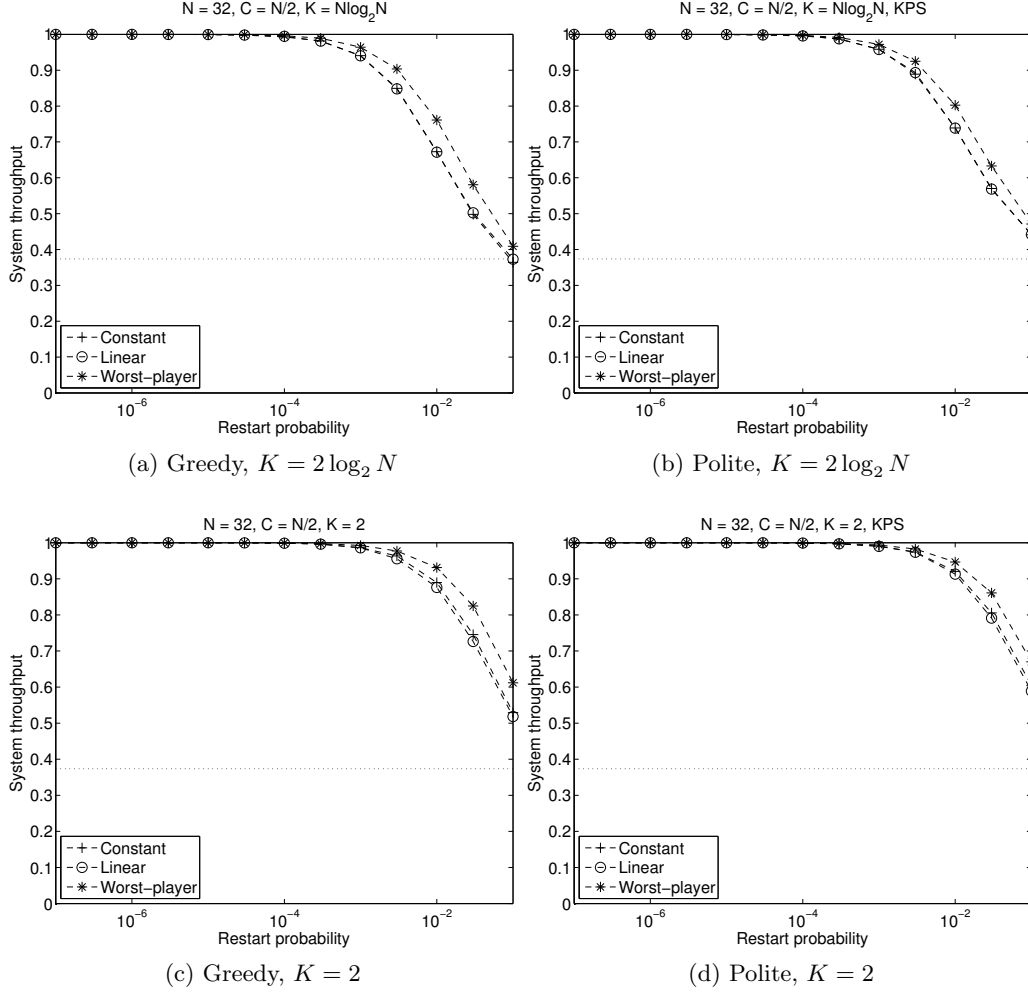 N = 32, C = N/2, K = Nlog₂N
System throughput
1
0.9
0.8
0.7
0.6
0.5
0.4
0.3
0.2
0.1
0
Constant
Linear
Worst−player
10⁻⁶
10⁻⁴
10⁻²
Restart probability
(a) Greedy, K = 2 log₂ N
N = 32, C = N/2, K = Nlog₂N, KPS
System throughput
1
0.9
0.8
0.7
0.6
0.5
0.4
0.3
0.2
0.1
0
Constant
Linear
Worst−player
10⁻⁶
10⁻⁴
10⁻²
Restart probability
(b) Polite, K = 2 log₂ N
N = 32, C = N/2, K = 2
System throughput
1
0.9
0.8
0.7
0.6
0.5
0.4
0.3
0.2
0.1
0
Constant
Linear
Worst−player
10⁻⁶
10⁻⁴
10⁻²
Restart probability
(c) Greedy, K = 2
N = 32, C = N/2, K = 2, KPS
System throughput
1
0.9
0.8
0.7
0.6
0.5
0.4
0.3
0.2
0.1
0
Constant
Linear
Worst−player
10⁻⁶
10⁻⁴
10⁻²
Restart probability
(d) Polite, K = 2